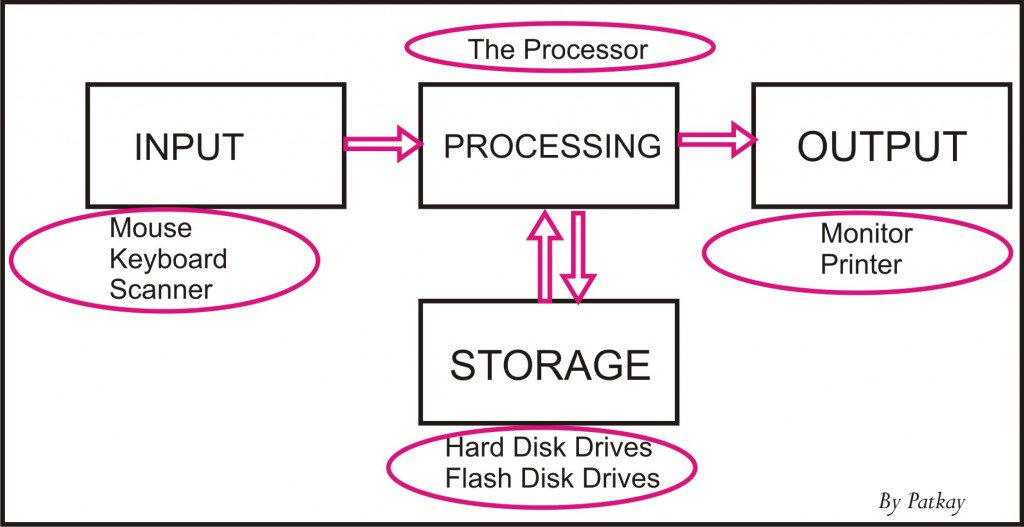 The Processor
INPUT
PROCESSING
OUTPUT
Mouse
Keyboard
Scanner
Monitor
Printer
STORAGE
Hard Disk Drives
Flash Disk Drives
By Patkay